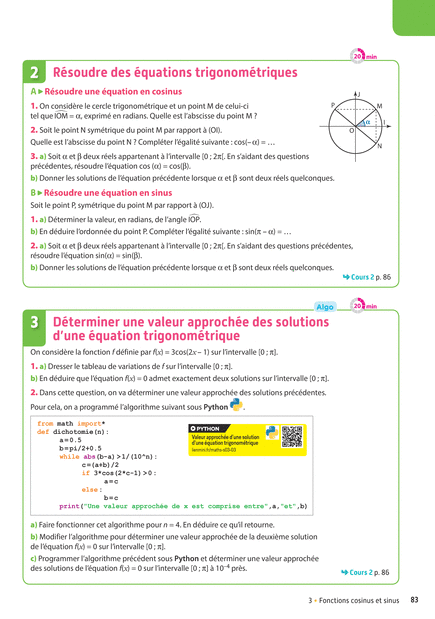 20 min
2 Résoudre des équations trigonométriques
A ▶ Résoudre une équation en cosinus
1. On considère le cercle trigonométrique et un point M de celui-ci
tel que IOM = α, exprimé en radians. Quelle est l'abscisse du point M ?
2. Soit le point N symétrique du point M par rapport à (OI).
Quelle est l'abscisse du point N ? Compléter l'égalité suivante : cos(– α) = …
3. a) Soit α et β deux réels appartenant à l'intervalle [0 ; 2π[. En s'aidant des questions
précédentes, résoudre l'équation cos (α) = cos(β).
b) Donner les solutions de l'équation précédente lorsque α et β sont deux réels quelconques.
J
P
M
α
O
I
N
B ▶ Résoudre une équation en sinus
Soit le point P, symétrique du point M par rapport à (OJ).
1. a) Déterminer la valeur, en radians, de l'angle IOP.
b) En déduire l'ordonnée du point P. Compléter l'égalité suivante : sin(π – α) = …
2. a) Soit α et β deux réels appartenant à l'intervalle [0 ; 2π[. En s'aidant des questions précédentes,
résoudre l'équation sin(α) = sin(β).
b) Donner les solutions de l'équation précédente lorsque α et β sont deux réels quelconques.
Cours 2 p. 86
Algo
20 min
3 Déterminer une valeur approchée des solutions
d'une équation trigonométrique
On considère la fonction f définie par f(x) = 3cos(2x – 1) sur l'intervalle [0 ; π].
1. a) Dresser le tableau de variations de f sur l'intervalle [0 ; π].
b) En déduire que l'équation f(x) = 0 admet exactement deux solutions sur l'intervalle [0 ; π].
2. Dans cette question, on va déterminer une valeur approchée des solutions précédentes.
Pour cela, on a programmé l'algorithme suivant sous Python.
from math import*
def dichotomie(n):
a=0.5
b=pi/2+0.5
while abs(b-a)>1/(10^n):
c=(a+b)/2
if 3*cos(2*c-1)>0:
a=c
else:
b=c
print("Une valeur approchée de x est comprise entre",a,"et",b)
PYTHON
Valeur approchée d'une solution
d'une équation trigonométrique
lienmini.fr/maths-s03-03
a) Faire fonctionner cet algorithme pour n = 4. En déduire ce qu'il retourne.
b) Modifier l'algorithme pour déterminer une valeur approchée de la deuxième solution
de l'équation f(x) = 0 sur l'intervalle [0 ; π].
c) Programmer l'algorithme précédent sous Python et déterminer une valeur approchée
des solutions de l'équation f(x) = 0 sur l'intervalle [0 ; π] à 10⁻⁴ près.
Cours 2 p. 86
3 • Fonctions cosinus et sinus 83